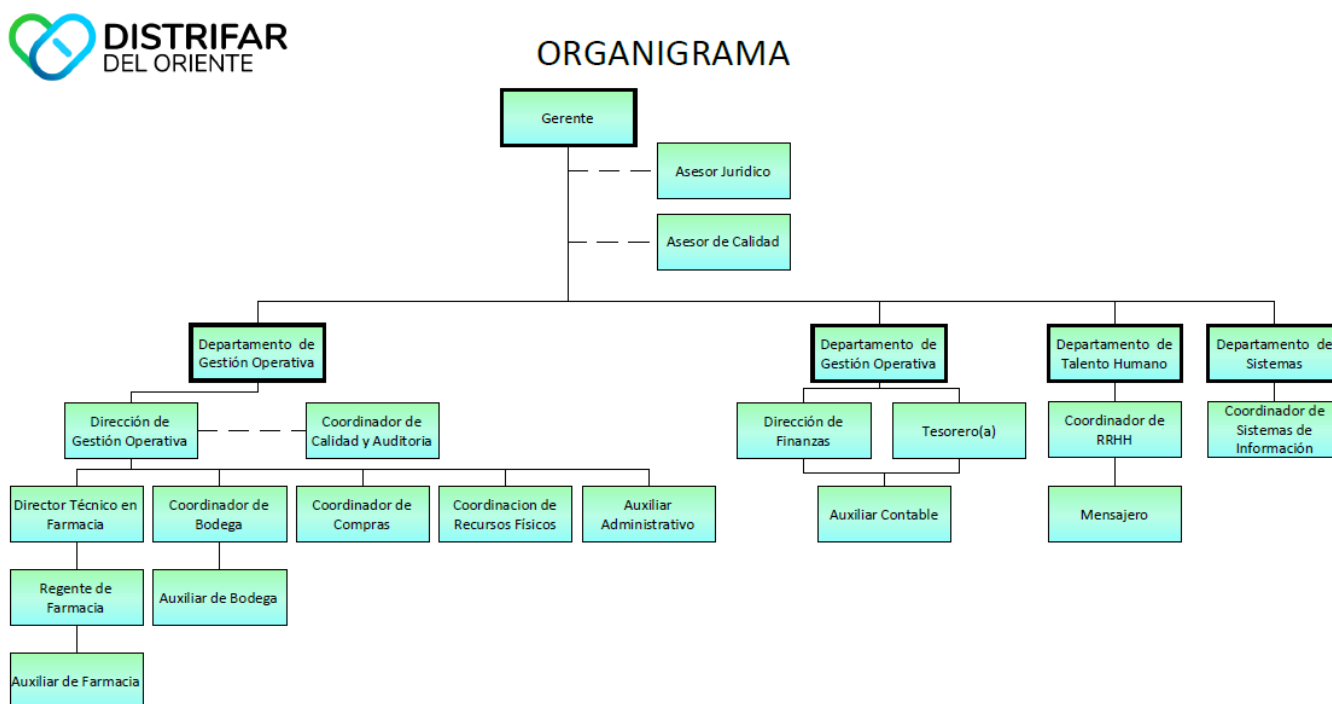 DISTRIFAR
DEL ORIENTE
ORGANIGRAMA
Gerente
Asesor Juridico
Asesor de Calidad
Departamento de
Gestión Operativa
Departamento de
Gestión Operativa
Departamento de
Talento Humano
Departamento de
Sistemas
Dirección de
Gestión Operativa
Coordinador de
Calidad y Auditoria
Dirección de
Finanzas
Tesorero(a)
Coordinador de
RRHH
Coordinador de
Sistemas de
Información
Director Técnico en
Farmacia
Coordinador de
Bodega
Coordinador de
Compras
Coordinacion de
Recursos Físicos
Auxiliar
Administrativo
Auxiliar Contable
Mensajero
Regente de
Farmacia
Auxiliar de Bodega
Auxiliar de Farmacia